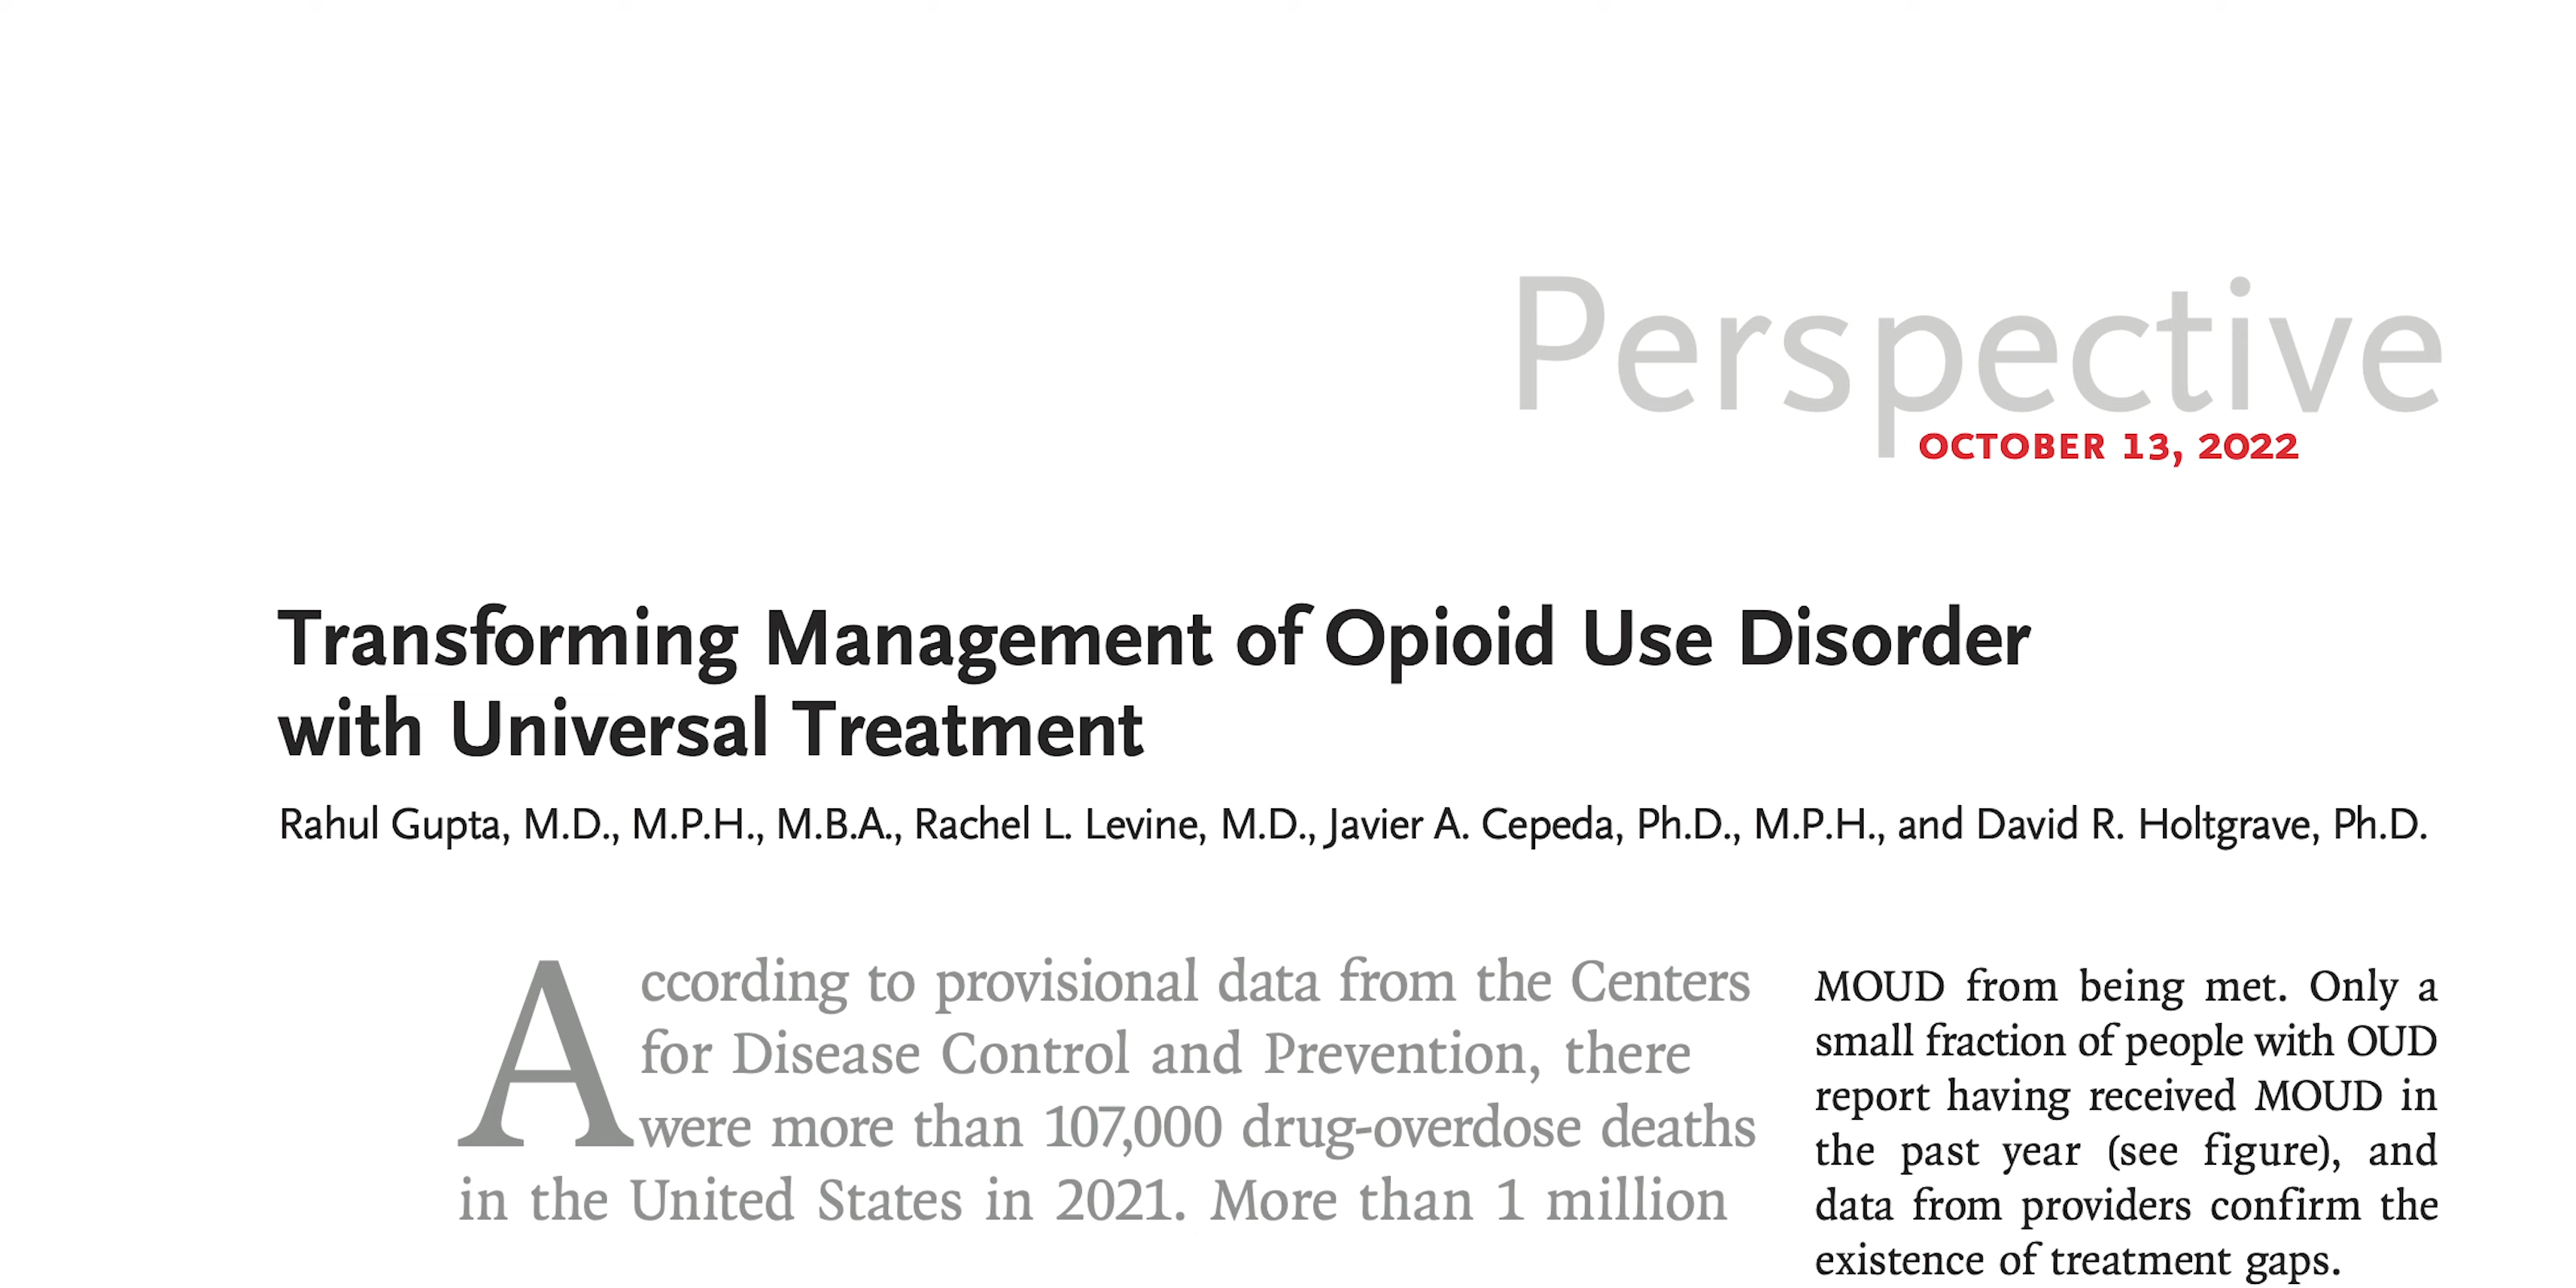 Perspective
OCTOBER 13, 2022
Transforming Management of Opioid Use Disorder
with Universal Treatment
Rahul Gupta, M.D., M.P.H., M.B.A., Rachel L. Levine, M.D., Javier A. Cepeda, Ph.D., M.P.H., and David R. Holtgrave, Ph.D.
According to provisional data from the Centers
for Disease Control and Prevention, there
were more than 107,000 drug-overdose deaths
in the United States in 2021. More than 1 million
MOUD from being met. Only a
small fraction of people with OUD
report having received MOUD in
the past year (see figure), and
data from providers confirm the
existence of treatment gaps.